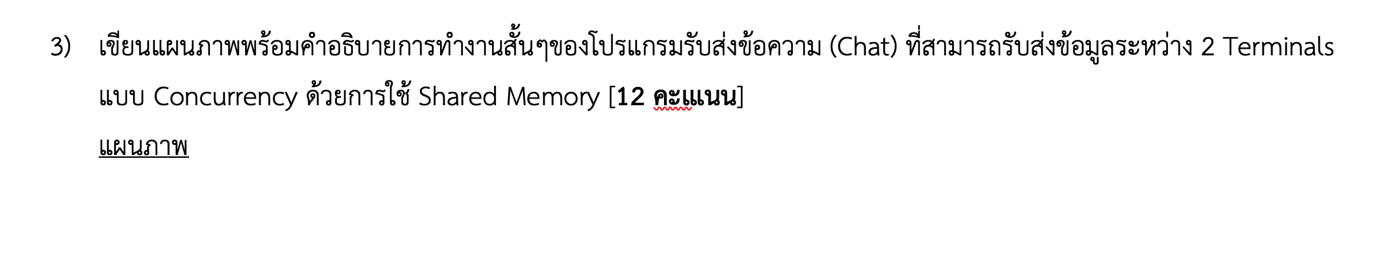 3) เขียนแผนภาพพร้อมคำอธิบายการทำงานสั้นๆของโปรแกรมรับส่งข้อความ (Chat) ที่สามารถรับส่งข้อมูลระหว่าง 2 Terminals
แบบ Concurrency ด้วยการใช้ Shared Memory [12 คะแนน]
แผนภาพ